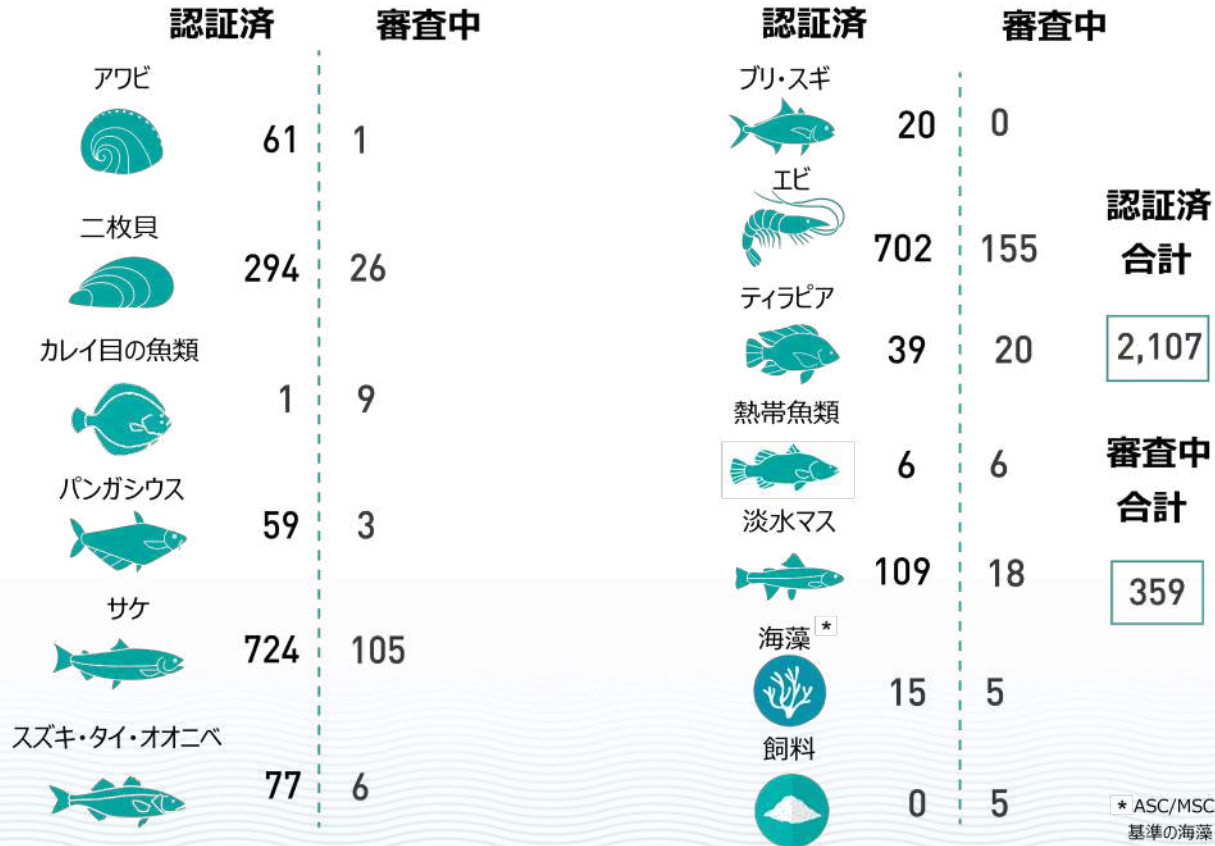 認証済 審査中
アワビ
61 1
二枚貝
294 26
カレイ目の魚類
1 9
パンガシウス
59 3
サケ
724 105
スズキ・タイ・オオニベ
77 6
認証済 審査中
ブリ・スギ
20 0
エビ
702 155
ティラピア
39 20
熱帯魚類
6 6
淡水マス
109 18
海藻 *
15 5
飼料
0 5
認証済
合計
2,107
審査中
合計
359
* ASC/MSC
基準の海藻